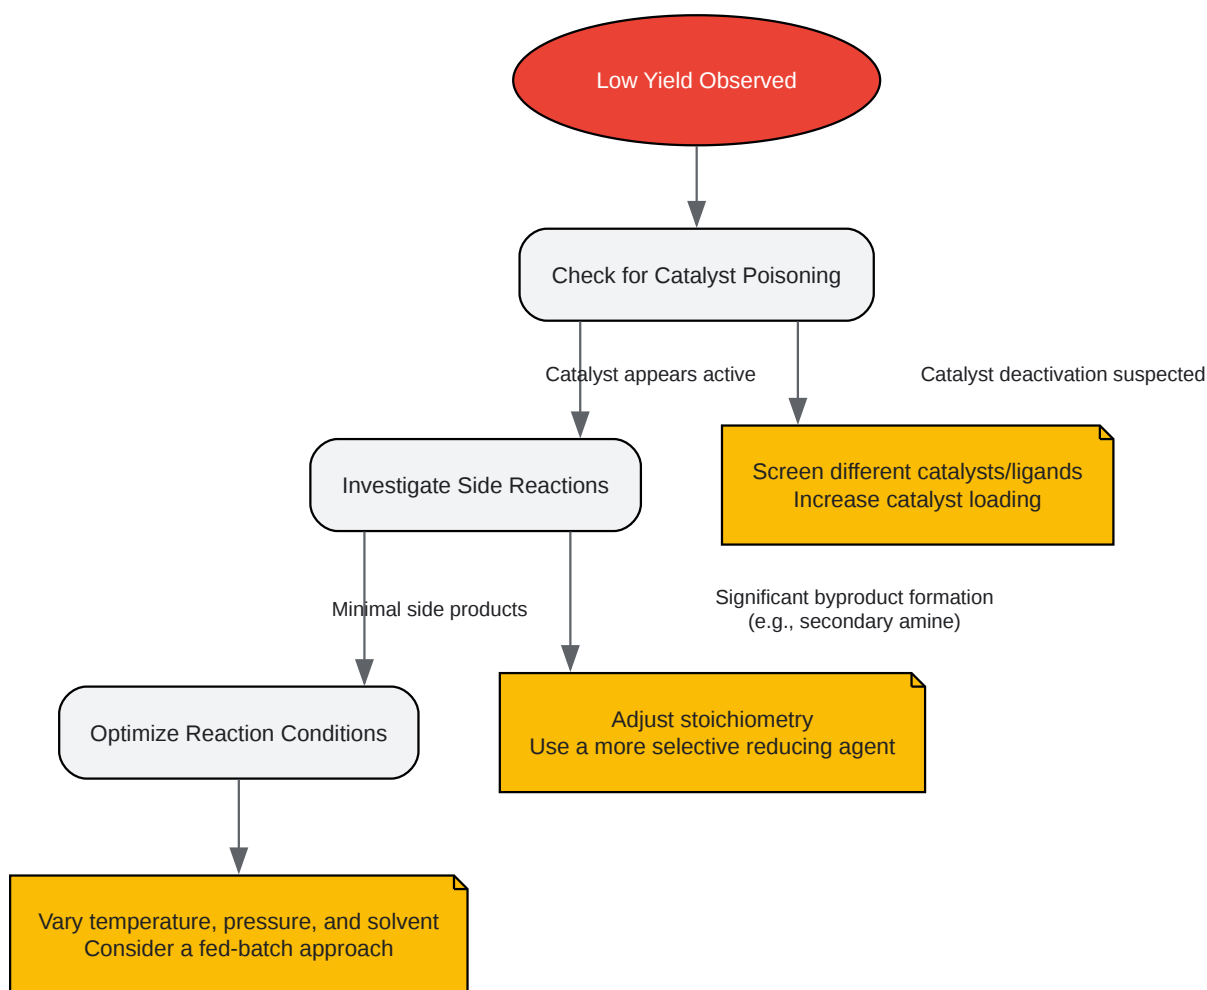 Low Yield Observed
Check for Catalyst Poisoning
Catalyst appears active
Catalyst deactivation suspected
Screen different catalysts/ligands
Increase catalyst loading
Investigate Side Reactions
Minimal side products
Significant byproduct formation
(e.g., secondary amine)
Adjust stoichiometry
Use a more selective reducing agent
Optimize Reaction Conditions
Vary temperature, pressure, and solvent
Consider a fed-batch approach